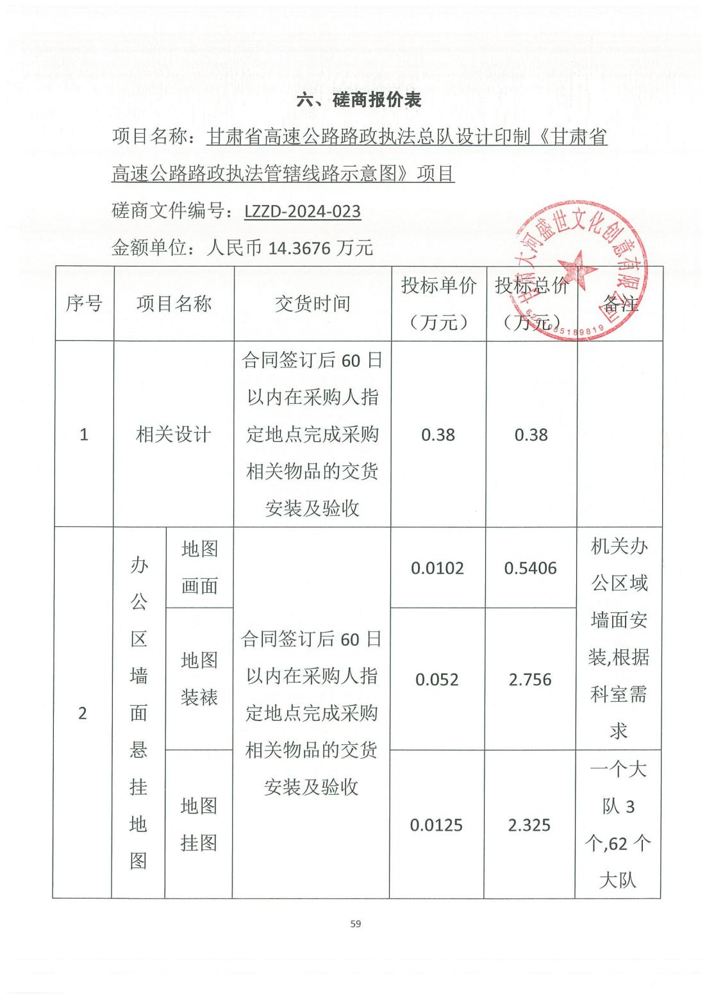 六、磋商报价表
项目名称：甘肃省高速公路路政执法总队设计印制《甘肃省
高速公路路政执法管辖线路示意图》项目
磋商文件编号：LZZD-2024-023
金额单位：人民币 14.3676 万元
甘肃大河盛世文化创意有限公司
序号
项目名称
交货时间
投标单价
（万元）
投标总价
（万元）
备注
1
相关设计
合同签订后 60 日
以内在采购人指
定地点完成采购
相关物品的交货
安装及验收
0.38
0.38
2
办
公
区
墙
面
悬
挂
地
图
地图
画面
合同签订后 60 日
以内在采购人指
定地点完成采购
相关物品的交货
安装及验收
0.0102
0.5406
机关办
公区域
墙面安
装,根据
科室需
求
地图
装裱
0.052
2.756
地图
挂图
0.0125
2.325
一个大
队 3
个,62 个
大队
59